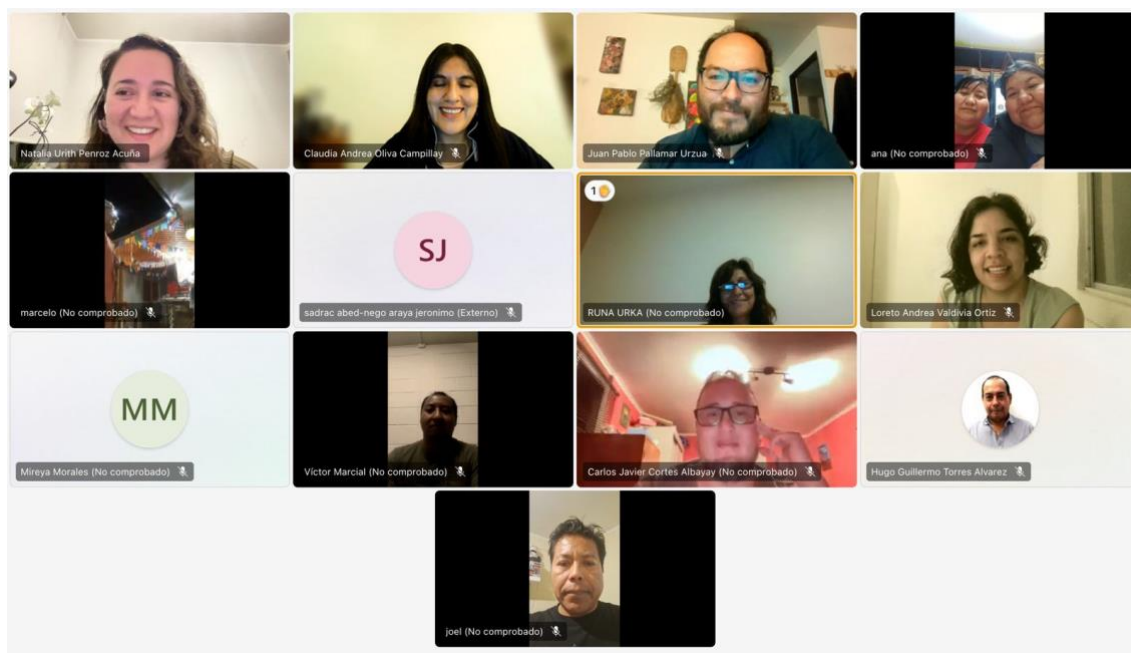 Natalia Urith Penroz Acuña
Claudia Andrea Oliva Campillay
Juan Pablo Pallamar Urzua
ana (No comprobado)
marcelo (No comprobado)
SJ
sadrac abed-nego araya jeronimo (Externo)
1
RUNA URKA (No comprobado)
Loreto Andrea Valdivia Ortiz
MM
Mireya Morales (No comprobado)
Víctor Marcial (No comprobado)
Carlos Javier Cortes Albayay (No comprobado)
Hugo Guillermo Torres Alvarez
joel (No comprobado)